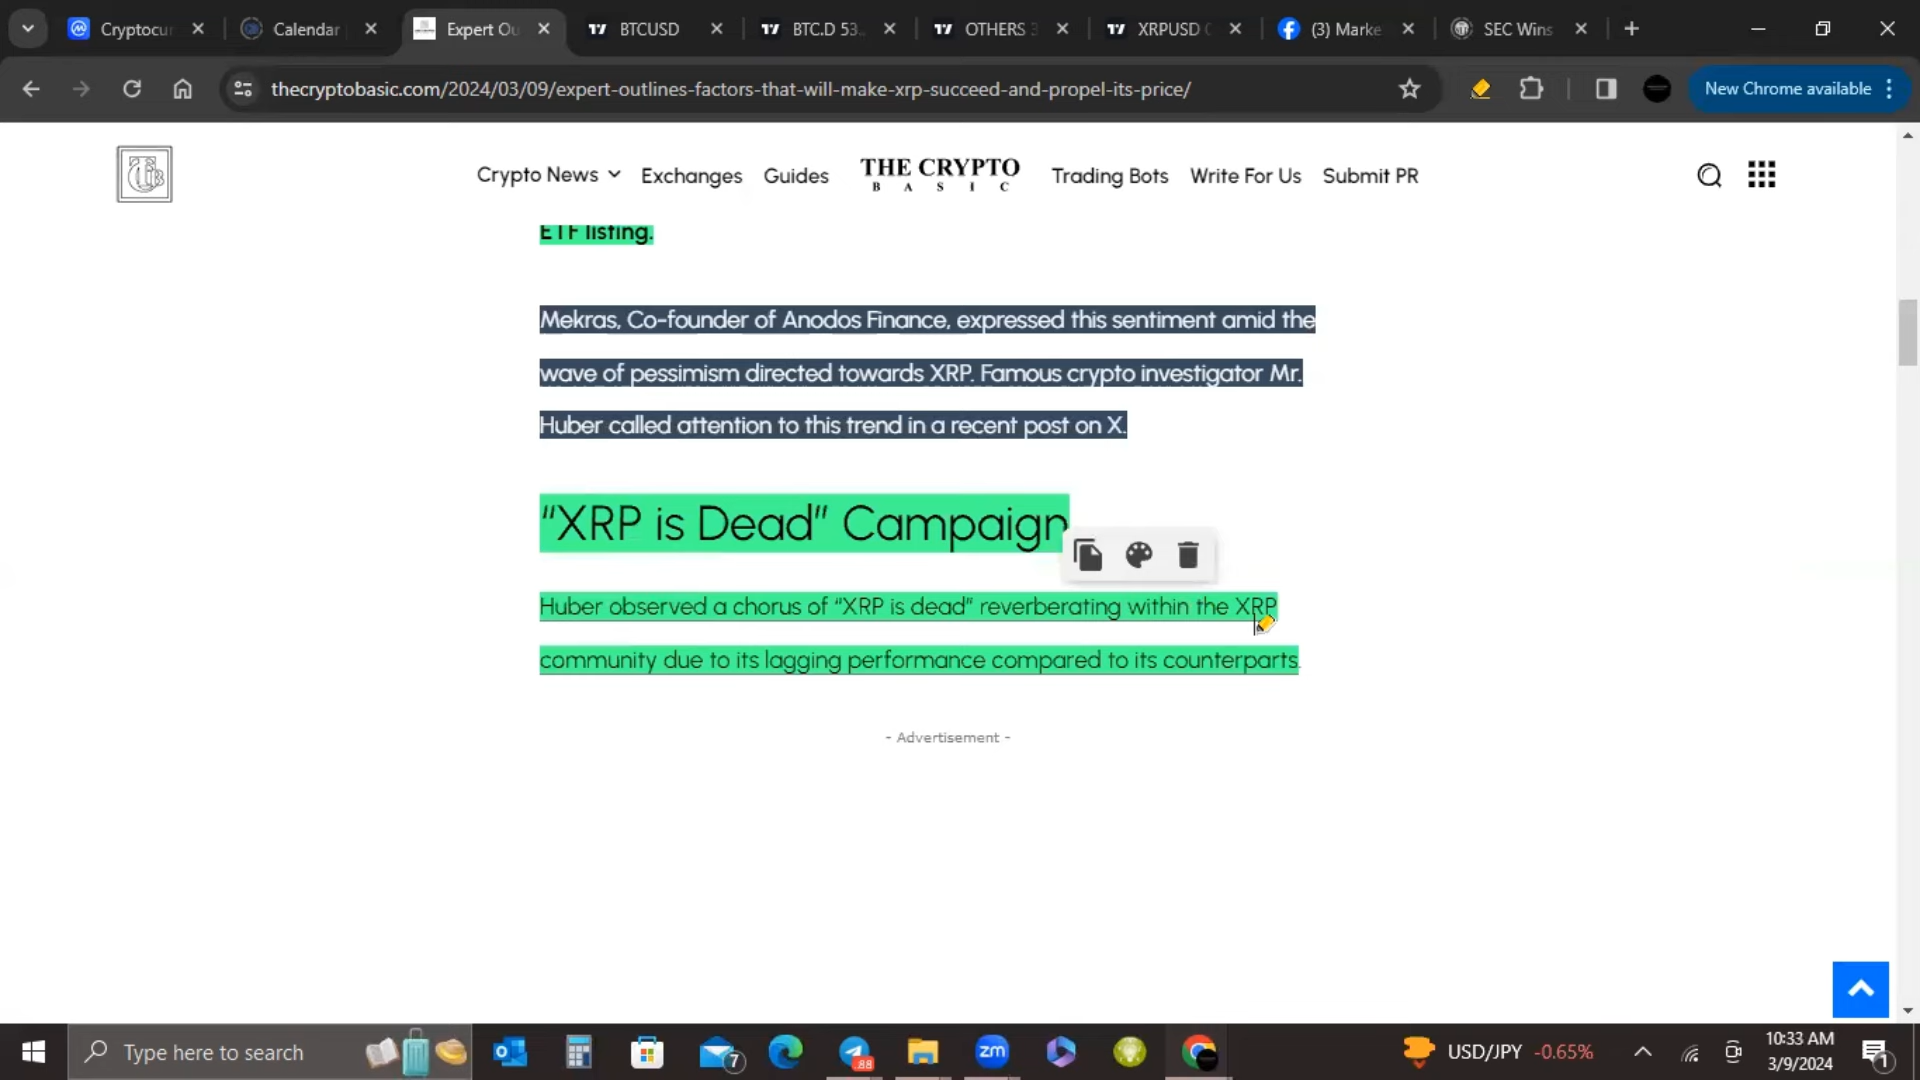 Cryptocur
Calendar
Expert Ou
BTCUSD
BTC.D 53.
OTHERS 3
XRPUSD
(3) Marke
SEC Wins
thecryptobasic.com/2024/03/09/expert-outlines-factors-that-will-make-xrp-succeed-and-propel-its-price/
New Chrome available
Crypto News
Exchanges
Guides
THE CRYPTO
BASIC
Trading Bots
Write For Us
Submit PR
ETF listing.
Mekras, Co-founder of Anodos Finance, expressed this sentiment amid the
wave of pessimism directed towards XRP. Famous crypto investigator Mr.
Huber called attention to this trend in a recent post on X.
“XRP is Dead” Campaign
Huber observed a chorus of “XRP is dead” reverberating within the XRP
community due to its lagging performance compared to its counterparts.
- Advertisement -
Type here to search
7
.88
zm
USD/JPY -0.65%
10:33 AM
3/9/2024
1